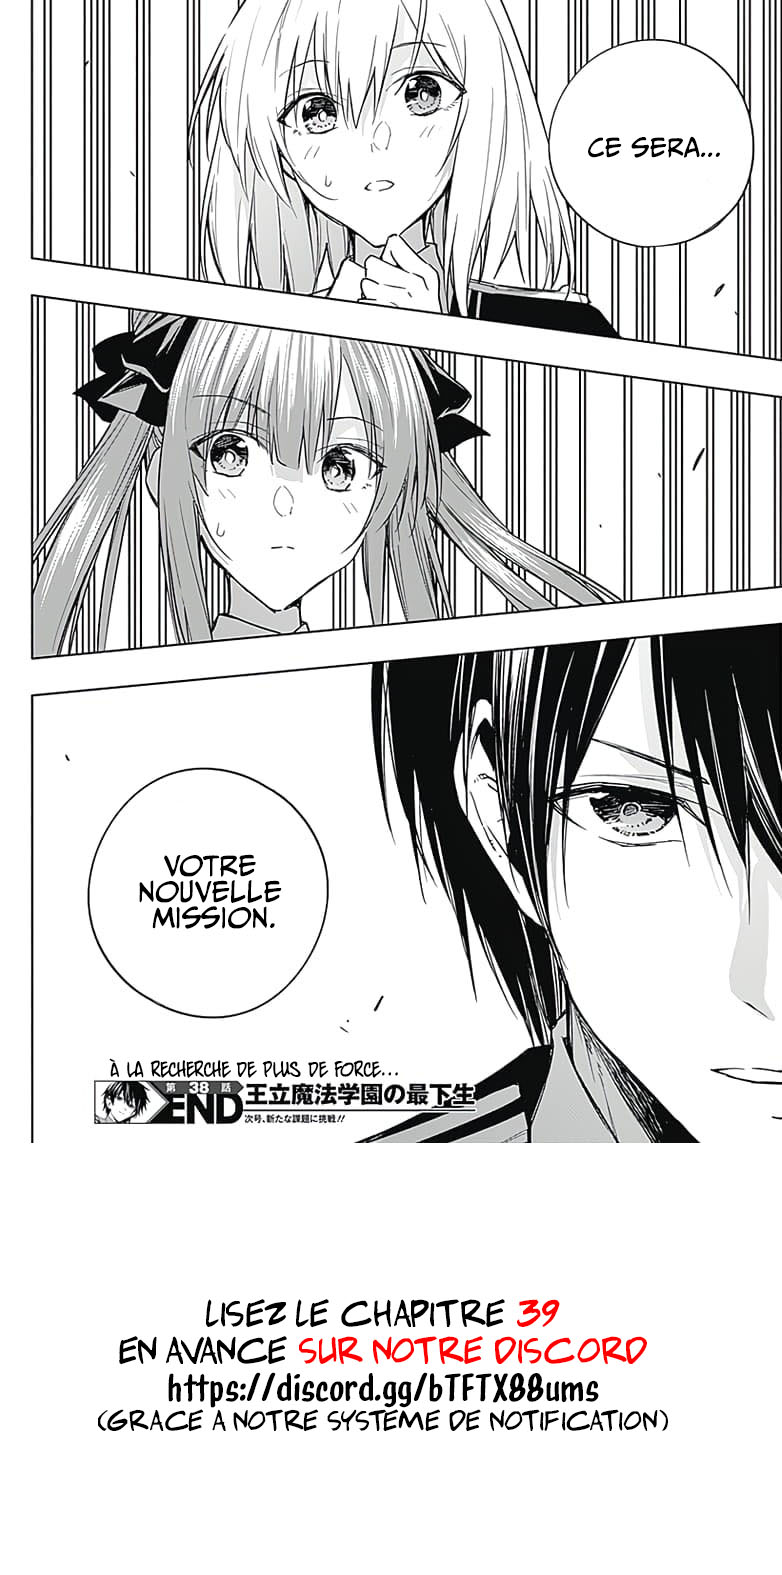 CE SERA...
VOTRE
NOUVELLE
MISSION.
À LA RECHERCHE DE PLUS DE FORCE...
第38話
END
王立魔法学園の最下生
次号、新たな課題に挑戦!!
LISEZ LE CHAPITRE 39
EN AVANCE SUR NOTRE DISCORD
https://discord.gg/bTFTX88ums
(GRACE A NOTRE SYSTEME DE NOTIFICATION)